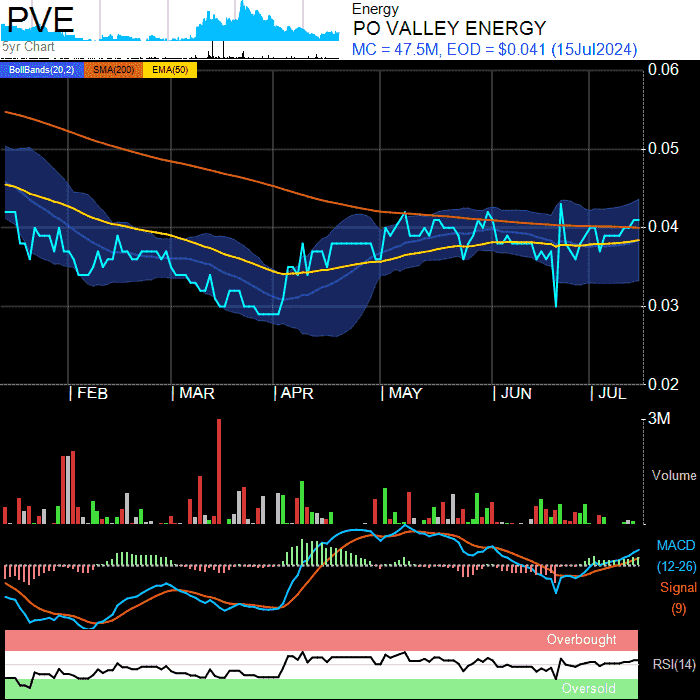 PVE
5yr Chart
Energy
PO VALLEY ENERGY
MC = 47.5M, EOD = $0.041 (15Jul2024)
BollBands(20,2) SMA(200) EMA(50)
0.06
0.05
0.04
0.03
0.02
FEB MAR APR MAY JUN JUL
3M
Volume
MACD
(12-26)
Signal
(9)
Overbought
RSI(14)
Oversold